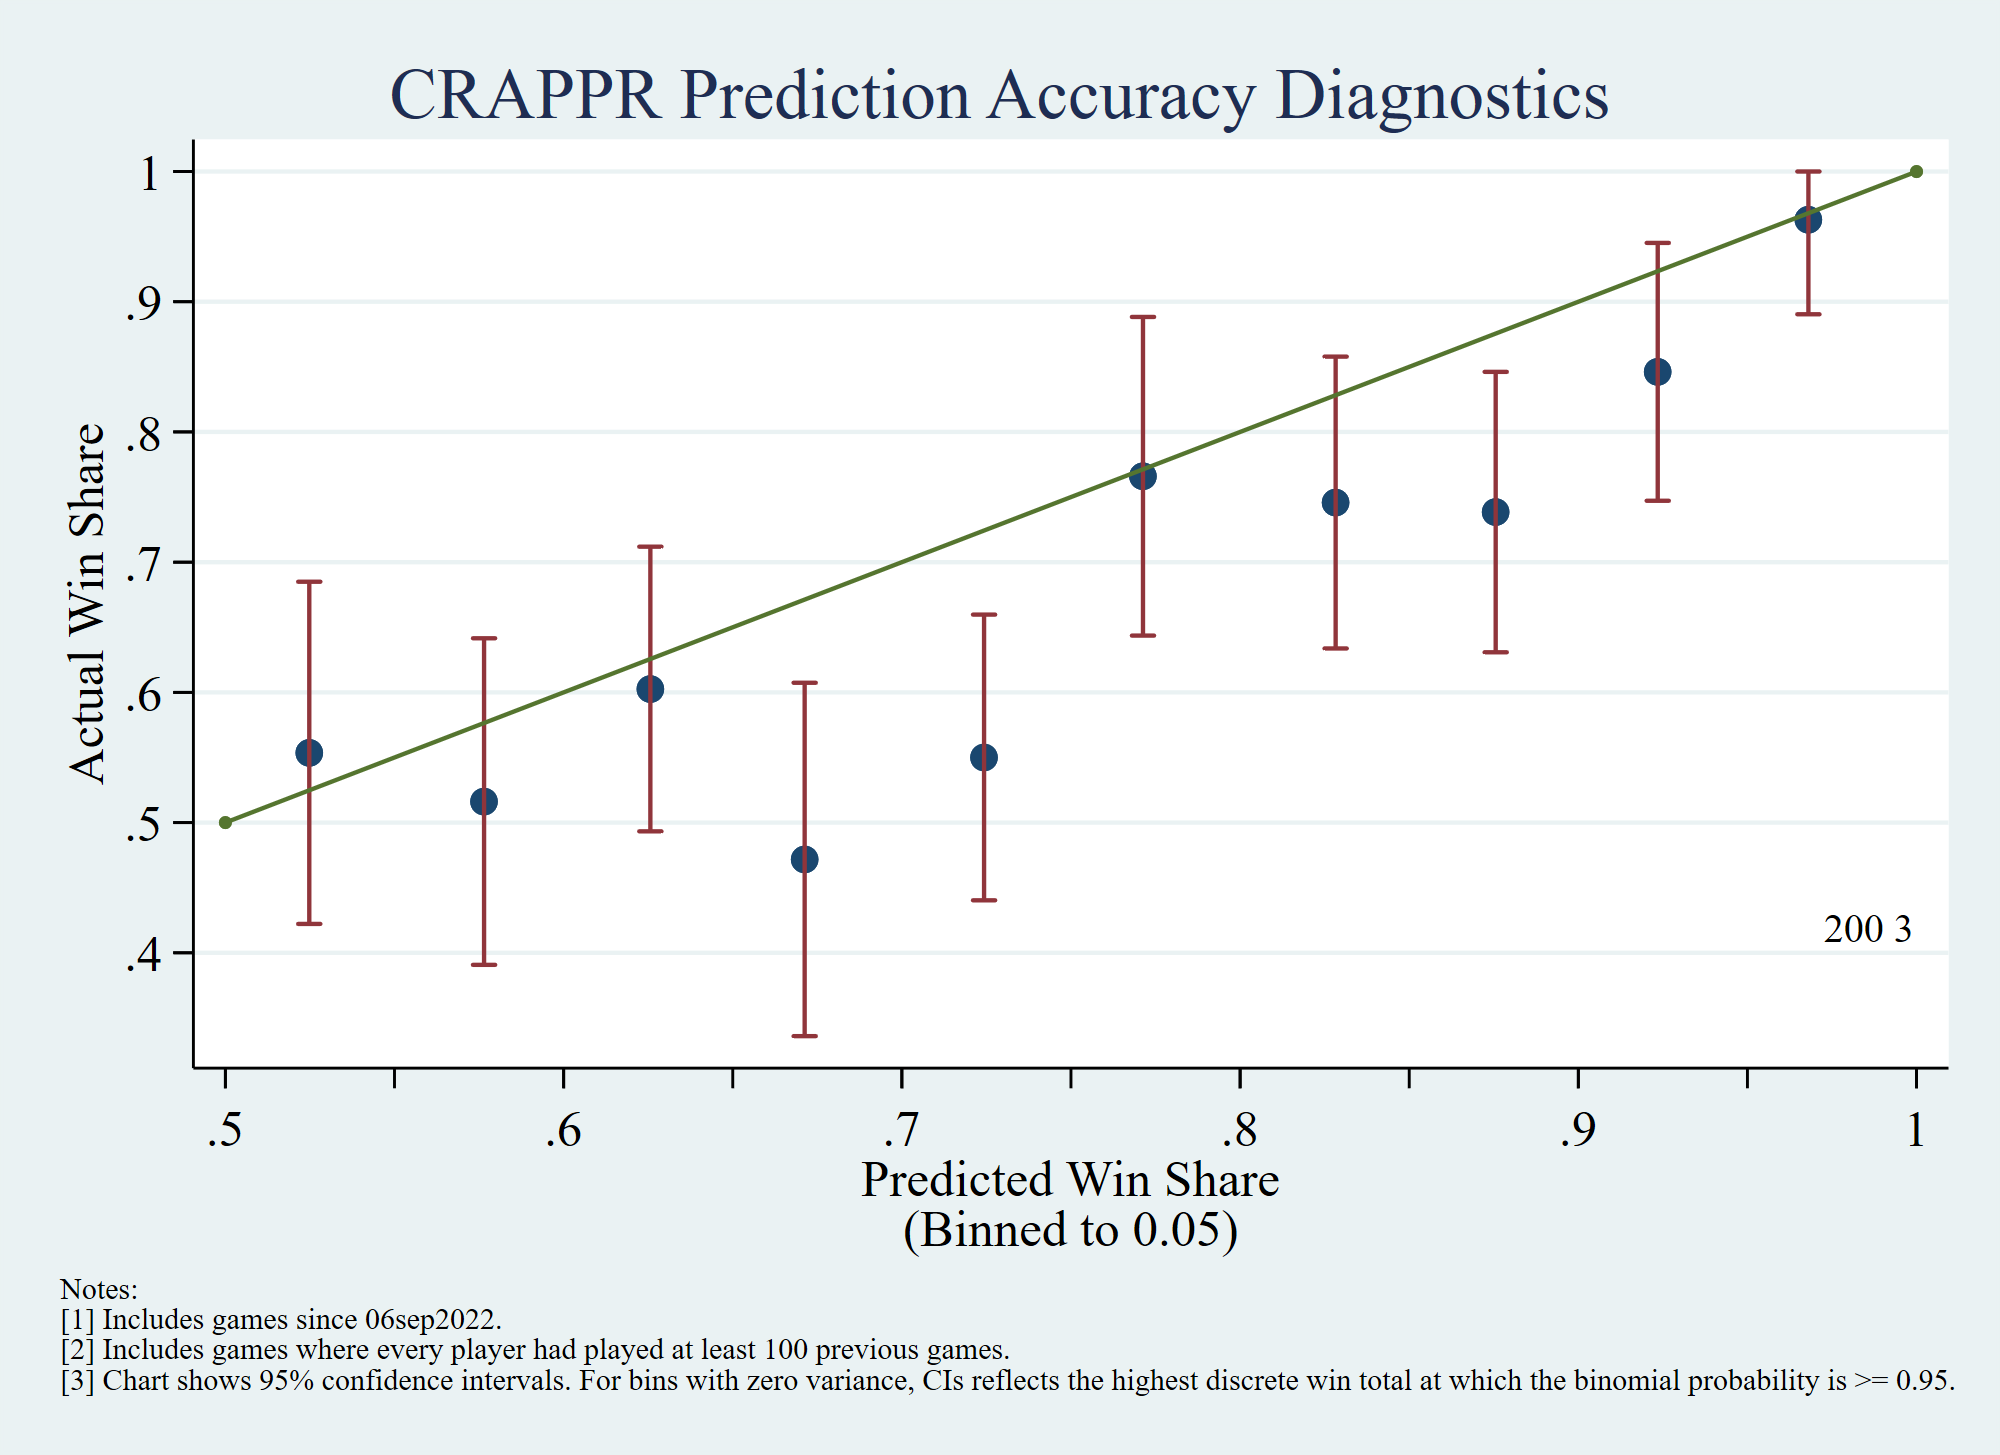 CRAPPR Prediction Accuracy Diagnostics
1
.9
.8
.7
.6
.5
.4
Actual Win Share
200 3
.5 .6 .7 .8 .9 1
Predicted Win Share
(Binned to 0.05)
Notes:
[1] Includes games since 06sep2022.
[2] Includes games where every player had played at least 100 previous games.
[3] Chart shows 95% confidence intervals. For bins with zero variance, CIs reflects the highest discrete win total at which the binomial probability is >= 0.95.